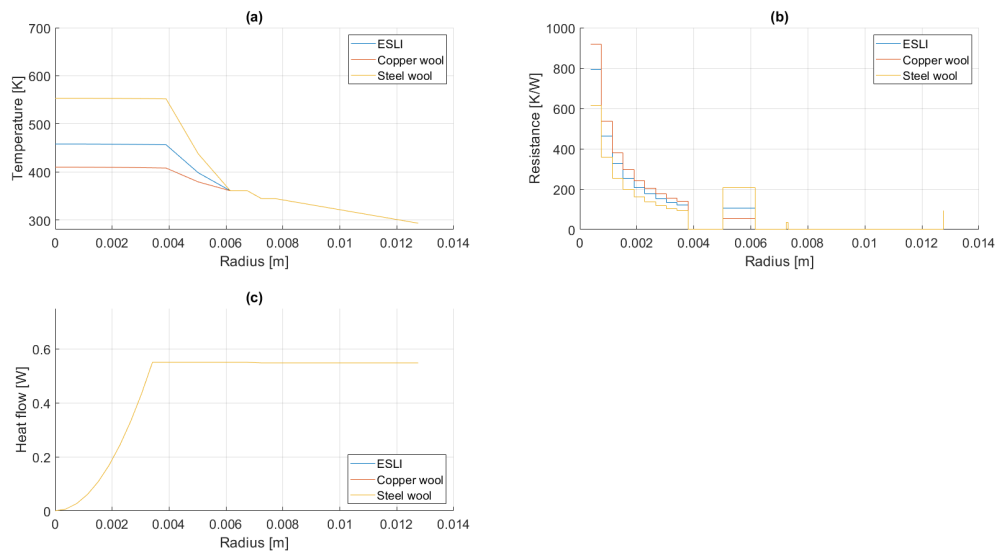 (a)
Temperature [K]
700
600
500
400
300
ESLI
Copper wool
Steel wool
0 0.002 0.004 0.006 0.008 0.01 0.012 0.014
Radius [m]
(b)
Resistance [K/W]
1000
800
600
400
200
0
ESLI
Copper wool
Steel wool
0 0.002 0.004 0.006 0.008 0.01 0.012 0.014
Radius [m]
(c)
Heat flow [W]
0.6
0.4
0.2
0
ESLI
Copper wool
Steel wool
0 0.002 0.004 0.006 0.008 0.01 0.012 0.014
Radius [m]